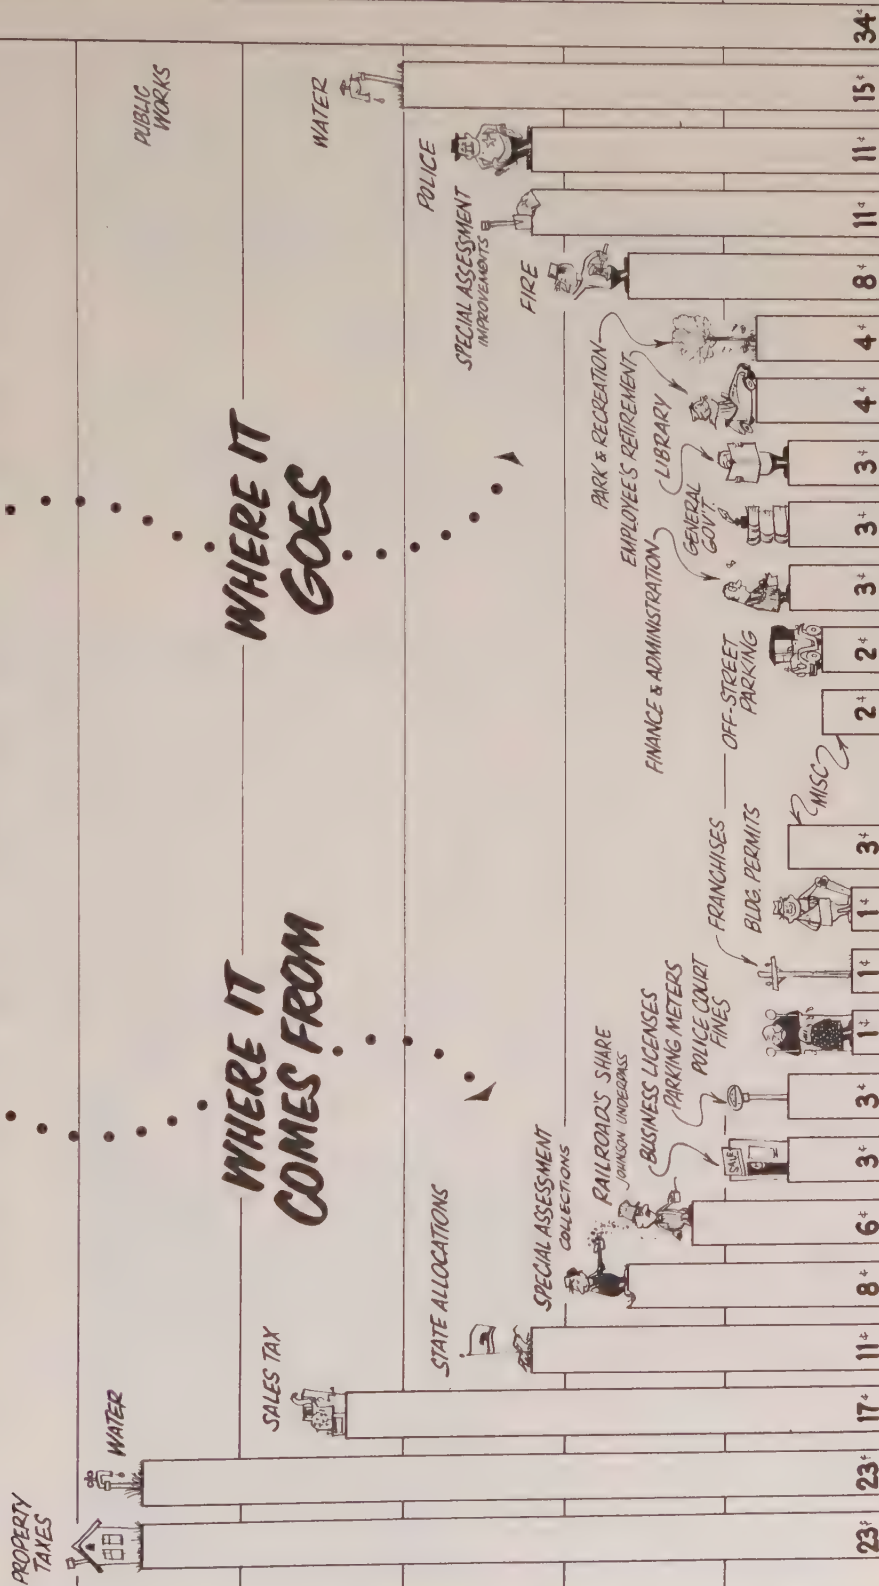 PROPERTY
TAXES
WATER
SALES TAX
STATE ALLOCATIONS
SPECIAL ASSESSMENT
COLLECTIONS
RAILROAD'S SHARE
JOHNSON UNDERPASS
BUSINESS LICENSES
PARKING METERS
POLICE COURT
FINES
FRANCHISES
BLDG. PERMITS
MISC
SALE
WHERE IT
COMES FROM
WHERE IT
GOES
OFF-STREET
PARKING
FINANCE & ADMINISTRATION
GENERAL
GOV'T.
LIBRARY
EMPLOYEE'S RETIREMENT
PARK & RECREATION
FIRE
SPECIAL ASSESSMENT
IMPROVEMENTS
POLICE
WATER
PUBLIC
WORKS
23¢
23¢
17¢
11¢
8¢
6¢
3¢
3¢
1¢
1¢
1¢
3¢
2¢
2¢
3¢
3¢
3¢
4¢
4¢
8¢
11¢
11¢
15¢
34¢